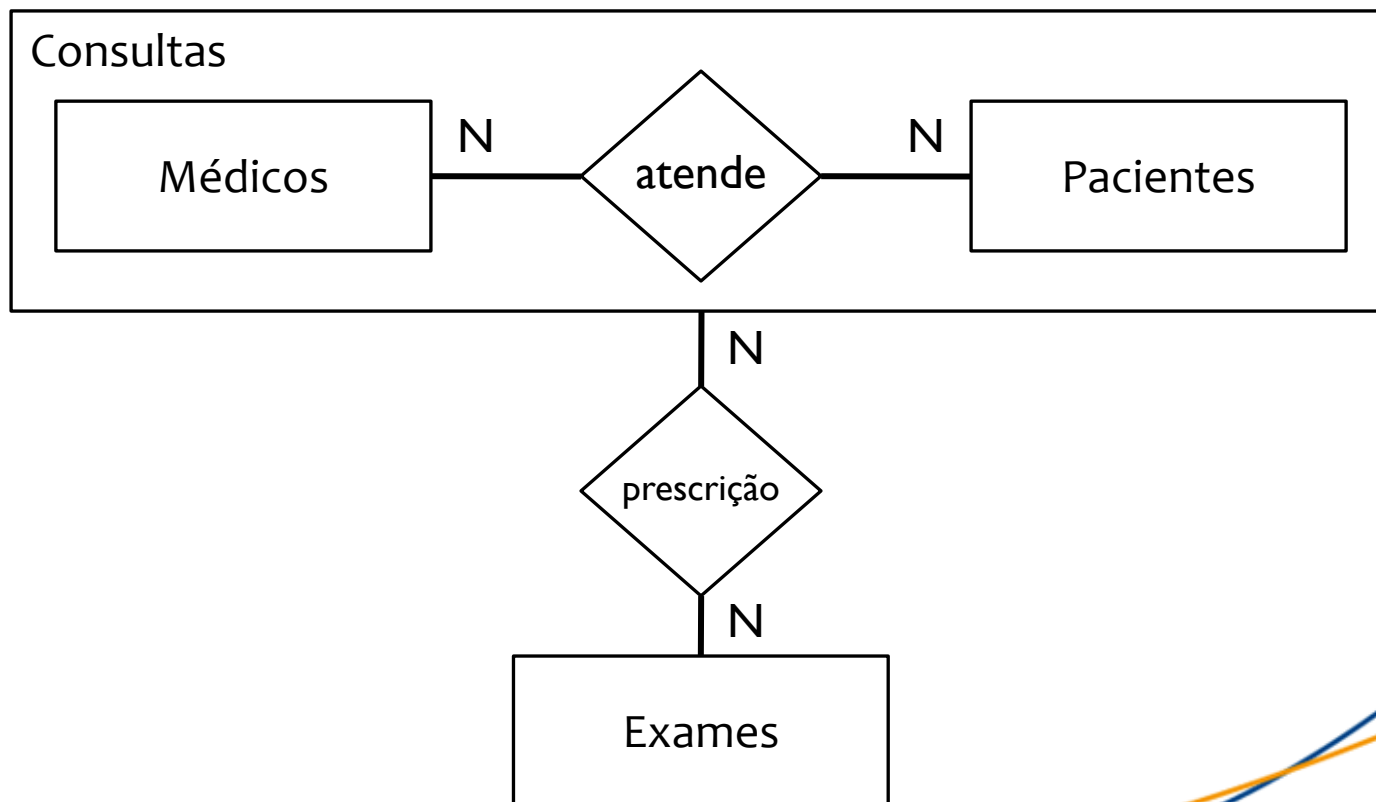 Consultas
Médicos
N
atende
N
Pacientes
N
prescrição
N
Exames